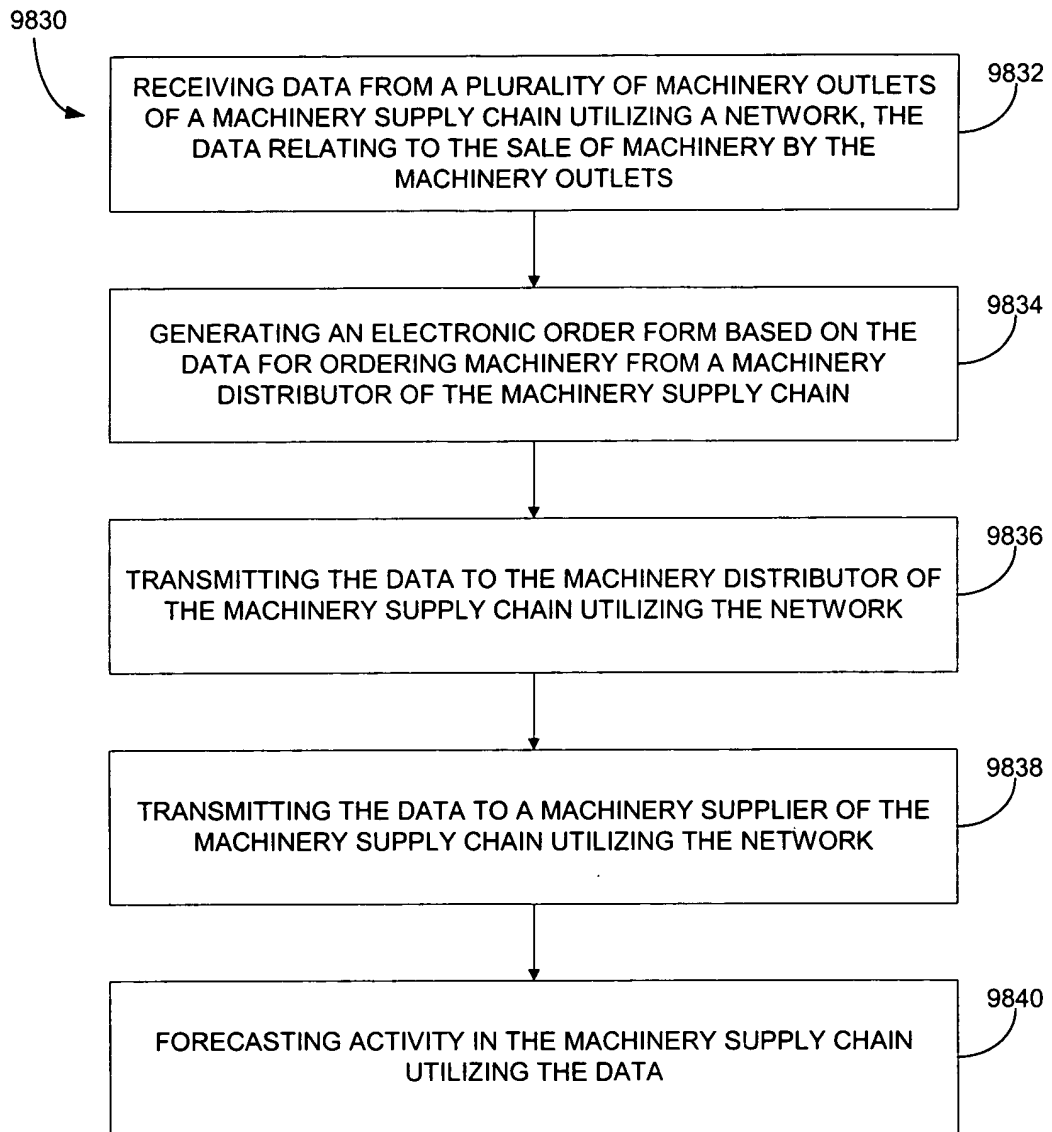 9830
RECEIVING DATA FROM A PLURALITY OF MACHINERY OUTLETS
OF A MACHINERY SUPPLY CHAIN UTILIZING A NETWORK, THE
DATA RELATING TO THE SALE OF MACHINERY BY THE
MACHINERY OUTLETS
9832
GENERATING AN ELECTRONIC ORDER FORM BASED ON THE
DATA FOR ORDERING MACHINERY FROM A MACHINERY
DISTRIBUTOR OF THE MACHINERY SUPPLY CHAIN
9834
TRANSMITTING THE DATA TO THE MACHINERY DISTRIBUTOR OF
THE MACHINERY SUPPLY CHAIN UTILIZING THE NETWORK
9836
TRANSMITTING THE DATA TO A MACHINERY SUPPLIER OF THE
MACHINERY SUPPLY CHAIN UTILIZING THE NETWORK
9838
FORECASTING ACTIVITY IN THE MACHINERY SUPPLY CHAIN
UTILIZING THE DATA
9840